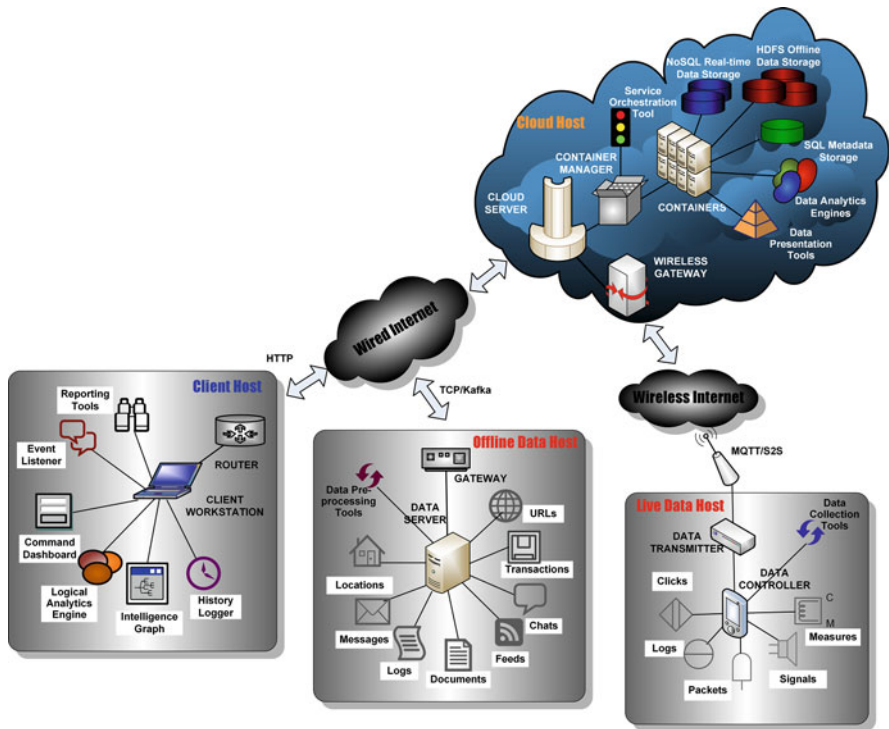 HDFS Offline
Data Storage
NoSQL Real-time
Data Storage
Service
Orchestration
Tool
Cloud Host
SQL Metadata
Storage
CONTAINER
MANAGER
CLOUD
SERVER
CONTAINERS
Data Analytics
Engines
Data
Presentation
Tools
WIRELESS
GATEWAY
Wired Internet
HTTP
TCP/Kafka
Wireless Internet
MQTT/S2S
Client Host
Reporting
Tools
Event
Listener
ROUTER
CLIENT
WORKSTATION
Command
Dashboard
Logical
Analytics
Engine
Intelligence
Graph
History
Logger
Offline Data Host
GATEWAY
Data Pre-
processing
Tools
DATA
SERVER
URLs
Transactions
Locations
Messages
Chats
Logs
Documents
Feeds
Live Data Host
Data
Collection
Tools
DATA
TRANSMITTER
DATA
CONTROLLER
Clicks
C
M
Measures
Logs
Packets
Signals